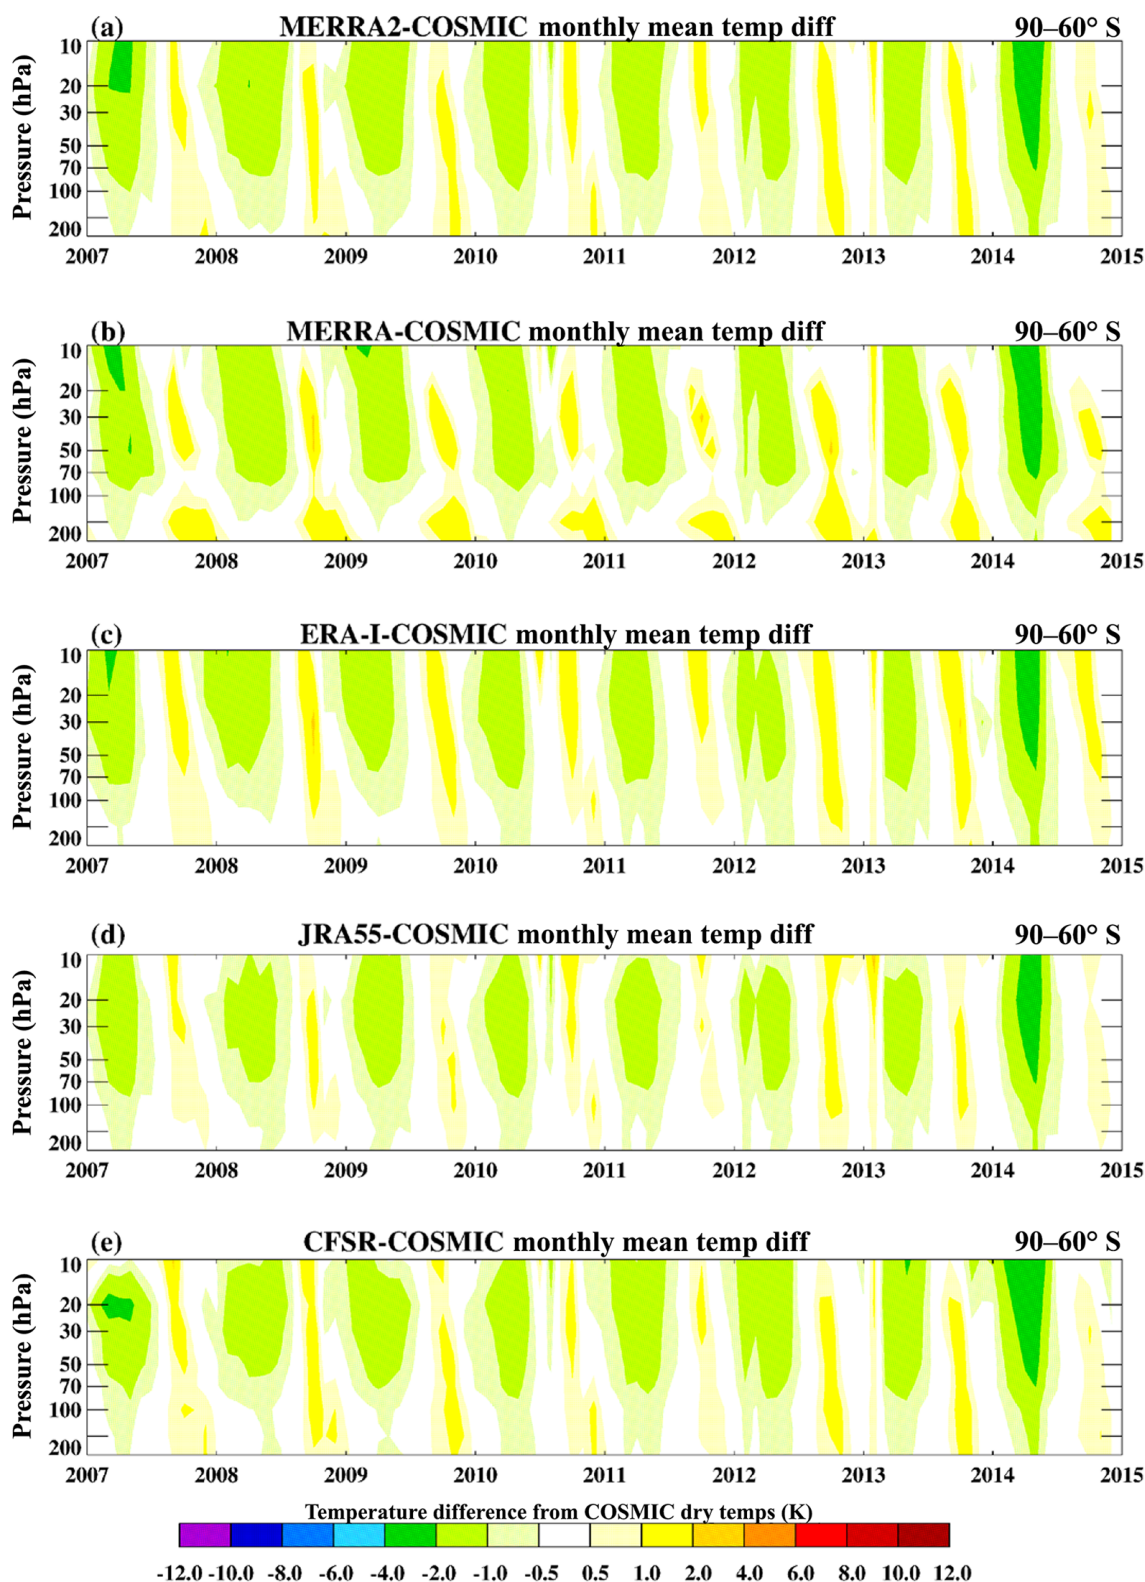 (a) MERRA2-COSMIC monthly mean temp diff 90–60° S
Pressure (hPa)
10
20
30
50
70
100
200
2007 2008 2009 2010 2011 2012 2013 2014 2015
(b) MERRA-COSMIC monthly mean temp diff 90–60° S
Pressure (hPa)
10
20
30
50
70
100
200
2007 2008 2009 2010 2011 2012 2013 2014 2015
(c) ERA-I-COSMIC monthly mean temp diff 90–60° S
Pressure (hPa)
10
20
30
50
70
100
200
2007 2008 2009 2010 2011 2012 2013 2014 2015
(d) JRA55-COSMIC monthly mean temp diff 90–60° S
Pressure (hPa)
10
20
30
50
70
100
200
2007 2008 2009 2010 2011 2012 2013 2014 2015
(e) CFSR-COSMIC monthly mean temp diff 90–60° S
Pressure (hPa)
10
20
30
50
70
100
200
2007 2008 2009 2010 2011 2012 2013 2014 2015
Temperature difference from COSMIC dry temps (K)
-12.0 -10.0 -8.0 -6.0 -4.0 -2.0 -1.0 -0.5 0.5 1.0 2.0 4.0 6.0 8.0 10.0 12.0